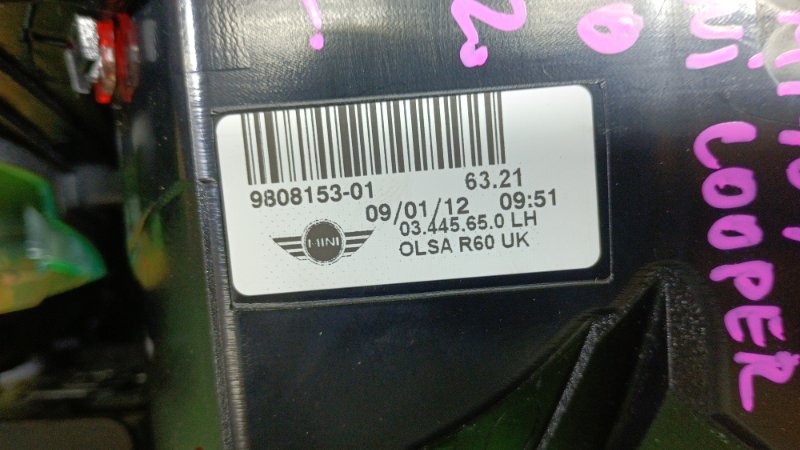 9808153-01 63.21
09/01/12 09:51
03.445.65.0 LH
MINI
OLSA R60 UK
COOPER